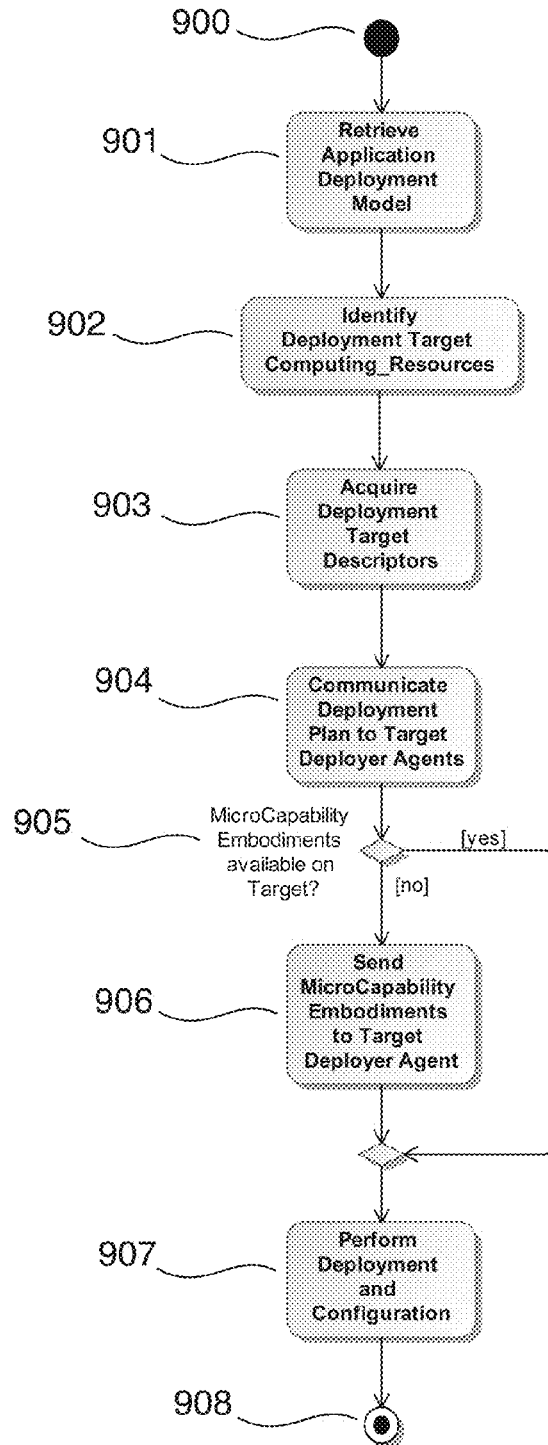 900
901
Retrieve
Application
Deployment
Model
902
Identify
Deployment Target
Computing_Resources
903
Acquire
Deployment
Target
Descriptors
904
Communicate
Deployment
Plan to Target
Deployer Agents
905
MicroCapability
Embodiments
available on
Target?
[yes]
[no]
906
Send
MicroCapability
Embodiments
to Target
Deployer Agent
907
Perform
Deployment
and
Configuration
908